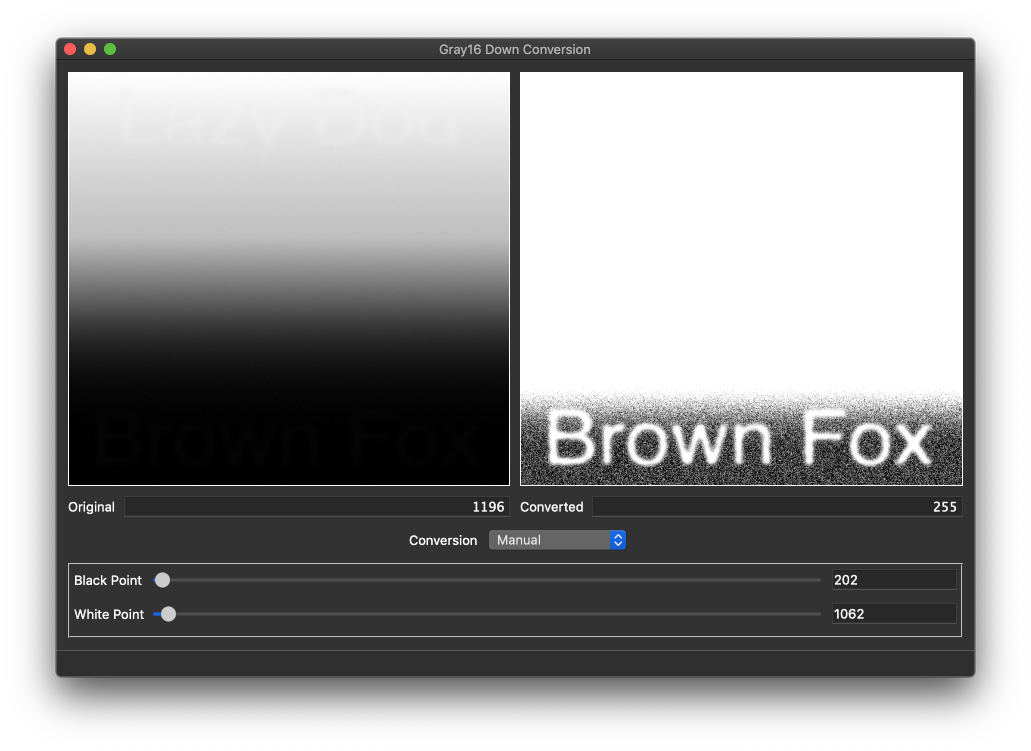 Gray16 Down Conversion
Lazy Dog
Brown Fox
Brown Fox
Original 1196 Converted 255
Conversion Manual
Black Point 202
White Point 1062